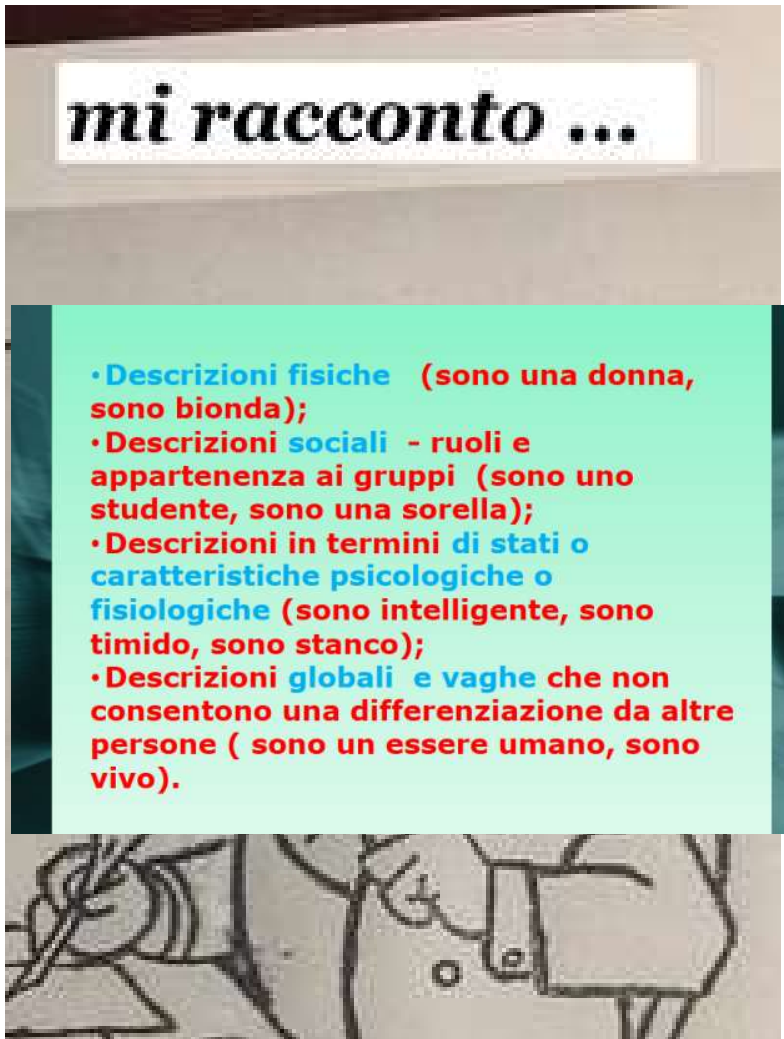 mi racconto ...
•Descrizioni fisiche (sono una donna,
sono bionda);
•Descrizioni sociali - ruoli e
appartenenza ai gruppi (sono uno
studente, sono una sorella);
•Descrizioni in termini di stati o
caratteristiche psicologiche o
fisiologiche (sono intelligente, sono
timido, sono stanco);
•Descrizioni globali e vaghe che non
consentono una differenziazione da altre
persone ( sono un essere umano, sono
vivo).